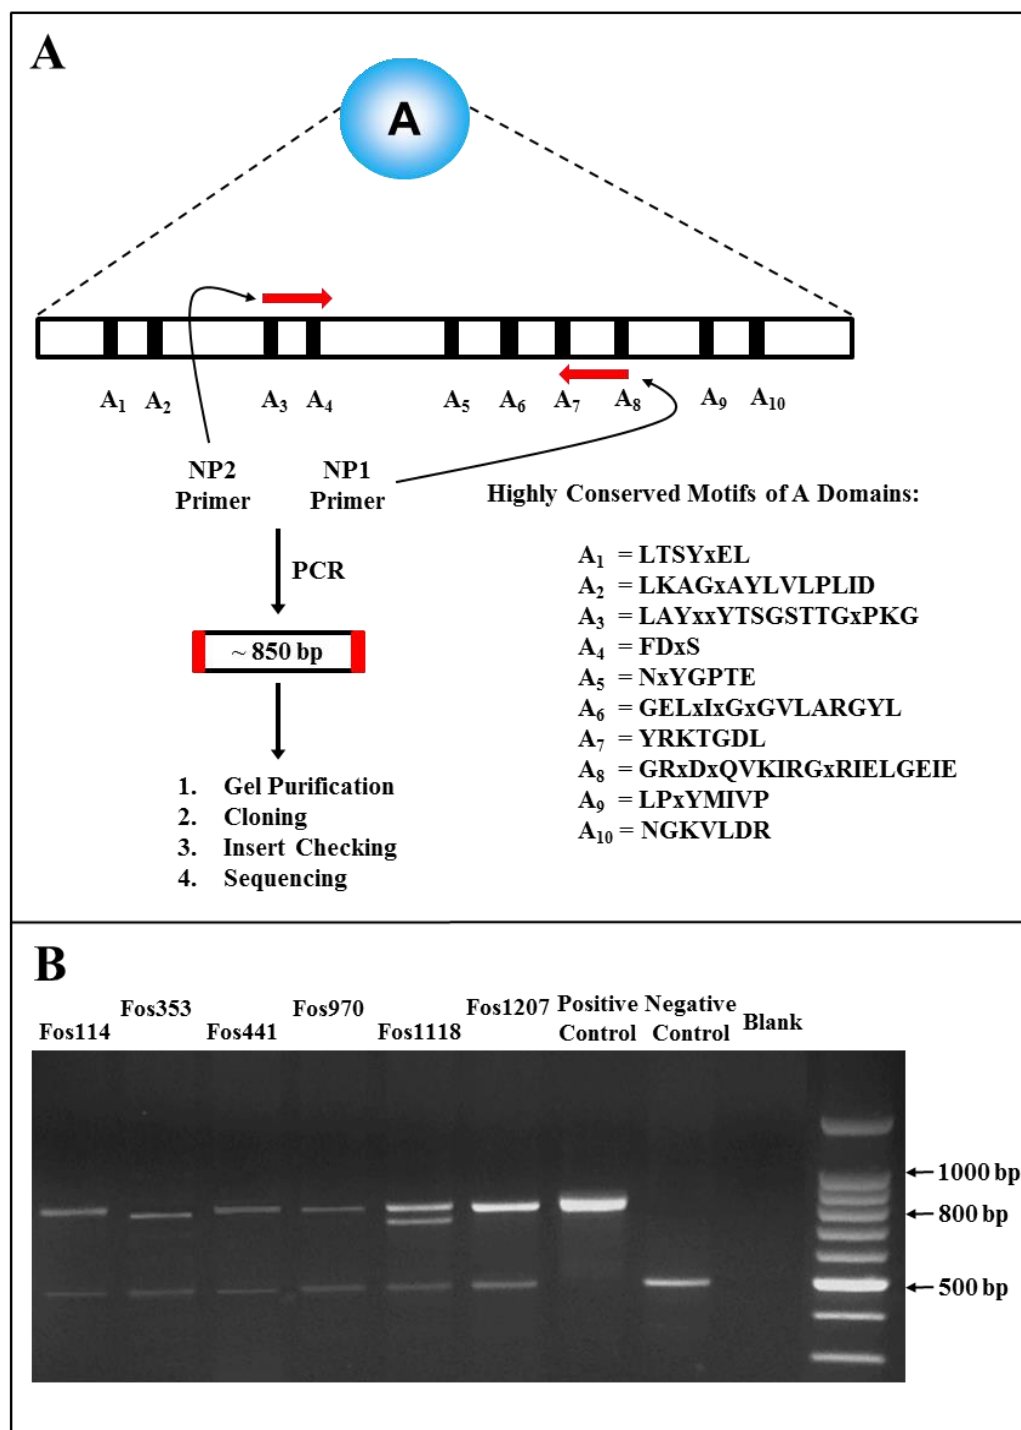 A
A
A1 A2 A3 A4 A5 A6 A7 A8 A9 A10
NP2
Primer
NP1
Primer
PCR
~ 850 bp
1. Gel Purification
2. Cloning
3. Insert Checking
4. Sequencing
Highly Conserved Motifs of A Domains:
A1 = LTSYxEL
A2 = LKAGxAYLVLPLID
A3 = LAYxxYTSGSTTGxPKG
A4 = FDxS
A5 = NxYGPTE
A6 = GELxIxGxGVLARGYL
A7 = YRKTGDL
A8 = GRxDxQVKIRGxRIELGEIE
A9 = LPxYMIVP
A10 = NGKVLDR
B
Fos114
Fos353
Fos441
Fos970
Fos1118
Fos1207
Positive
Control
Negative
Control
Blank
1000 bp
800 bp
500 bp